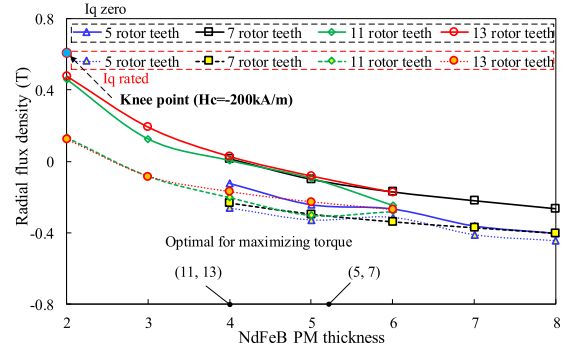 Iq zero
5 rotor teeth 7 rotor teeth 11 rotor teeth 13 rotor teeth
5 rotor teeth 7 rotor teeth 11 rotor teeth 13 rotor teeth
Iq rated
Knee point (Hc=-200kA/m)
Radial flux density (T)
0.8
0.4
0
-0.4
-0.8
Optimal for maximizing torque
(11, 13) (5, 7)
2 3 4 5 6 7 8
NdFeB PM thickness